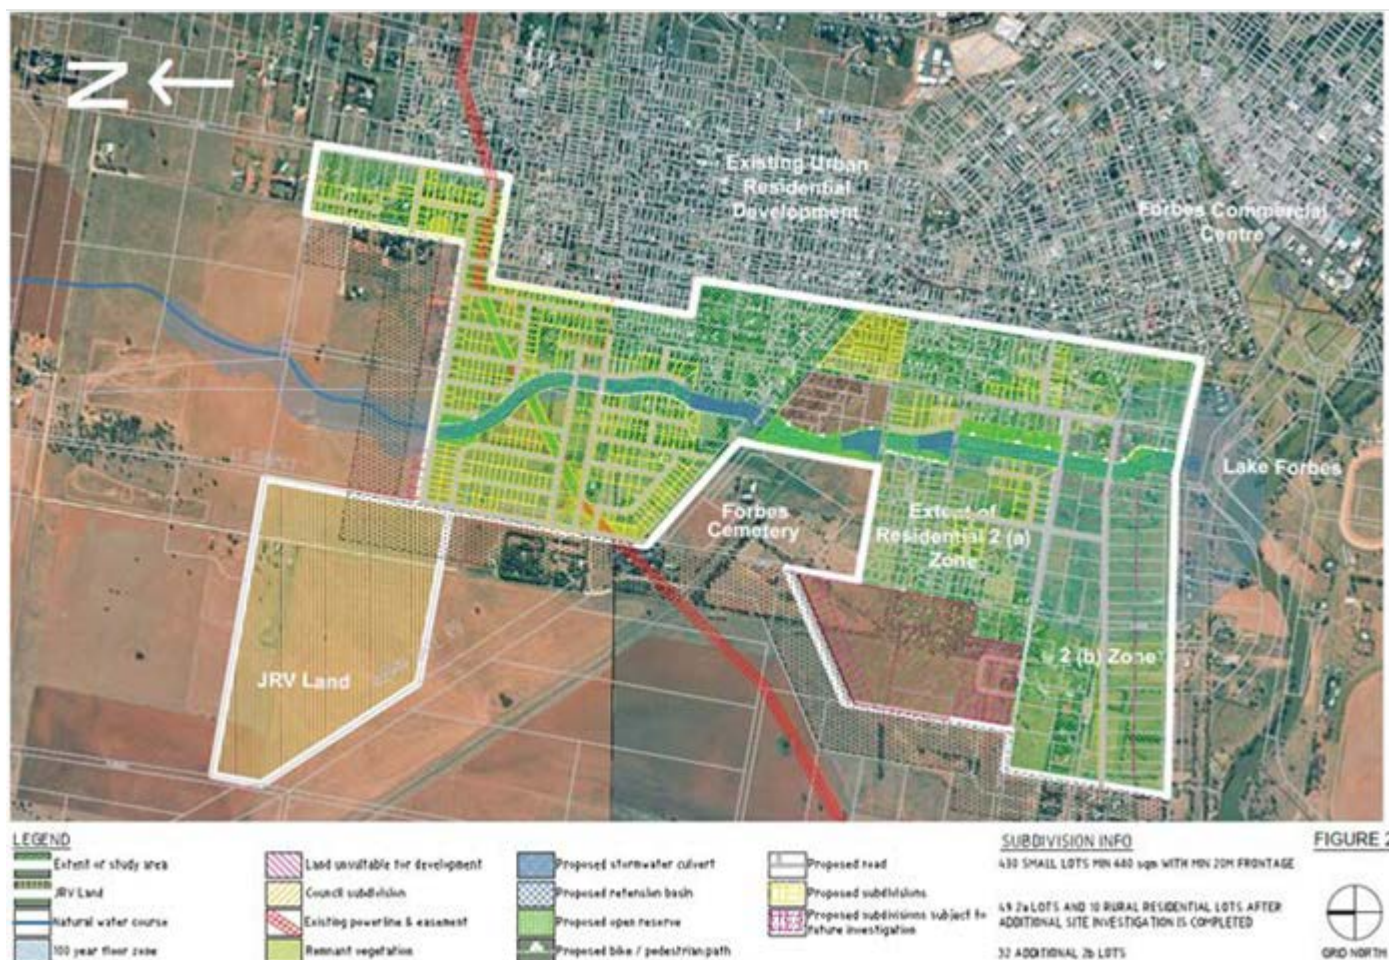 N
Existing Urban
Residential
Development
Forbes Commercial
Centre
Lake Forbes
Forbes
Cemetery
Extent of
Residential 2 (a)
Zone
2 (b) Zone
JRV Land
LEGEND
Extent of study area
JRV Land
Natural water course
100 year floor zone
Land unsuitable for development
Council subdivision
Existing powerline & easement
Remnant vegetation
Proposed stormwater culvert
Proposed retension basin
Proposed open reserve
Proposed bike / pedestrian path
Proposed road
Proposed subdivisions
Proposed subdivisions subject to
future investigation
SUBDIVISION INFO
430 SMALL LOTS MIN 440 sqm WITH MIN 20M FRONTAGE
49 2a LOTS AND 10 RURAL RESIDENTIAL LOTS AFTER
ADDITIONAL SITE INVESTIGATION IS COMPLETED
32 ADDITIONAL 2b LOTS
FIGURE 2
GRID NORTH